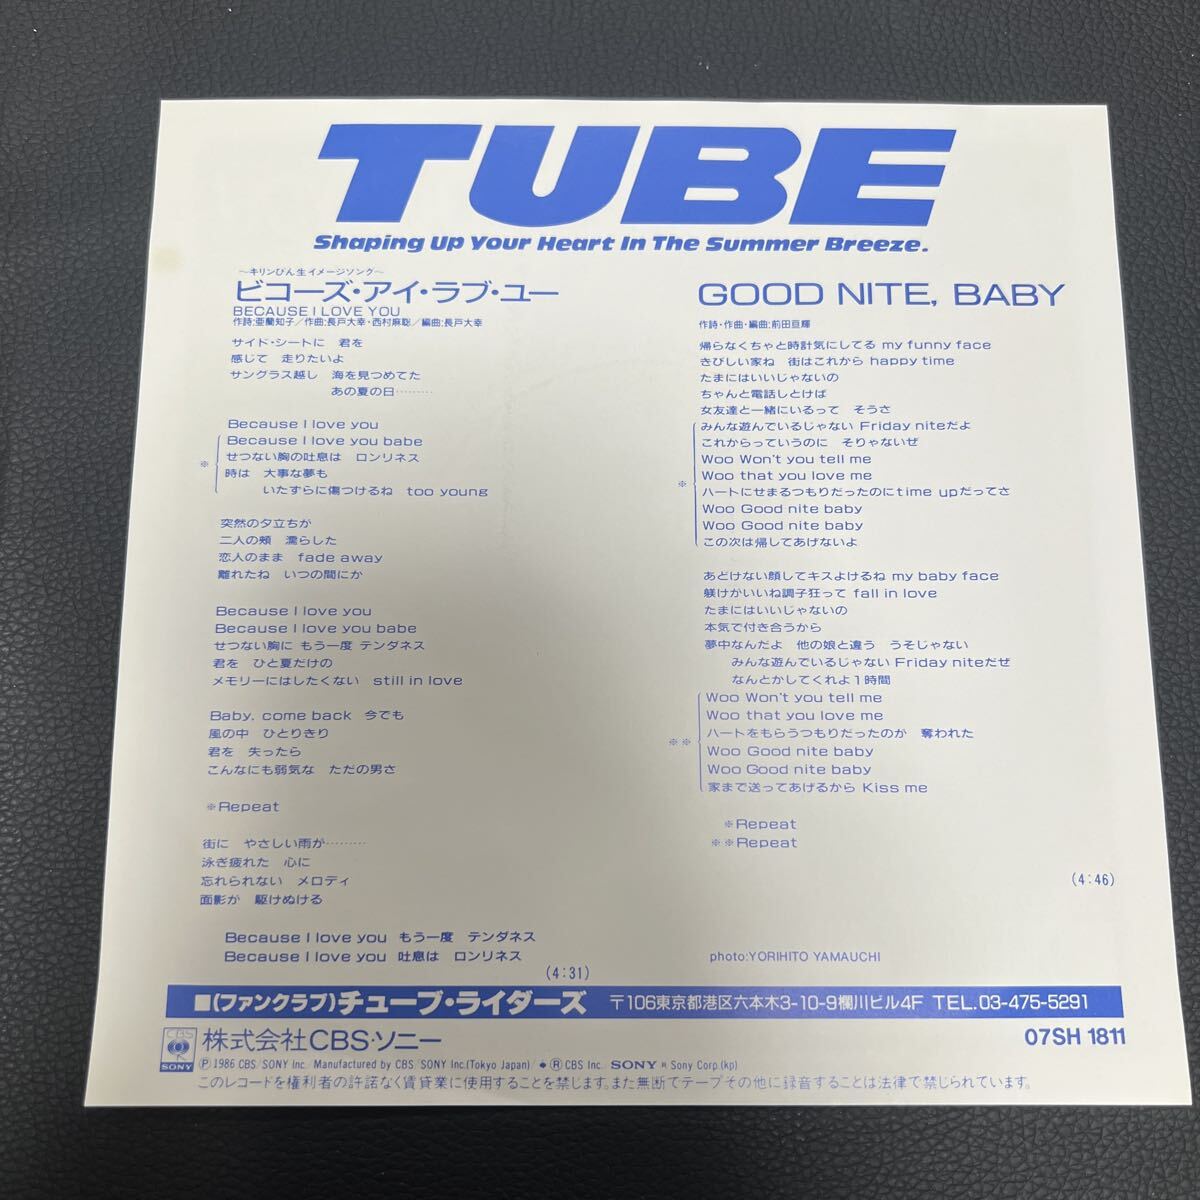 TUBE
Shaping Up Your Heart In The Summer Breeze.
～キリンびん生イメージソング～
ビコーズ・アイ・ラブ・ユー
BECAUSE I LOVE YOU
作詩;亜蘭知子／作曲;長戸大幸・西村麻聡／編曲;長戸大幸
サイド・シートに　君を
感じて　走りたいよ
サングラス越し　海を見つめてた
あの夏の日………
Because I love you
Because I love you babe
せつない胸の吐息は　ロンリネス
※
時は　大事な夢も
いたずらに傷つけるね　too young
突然の夕立ちが
二人の頬　濡らした
恋人のまま　fade away
離れたね　いつの間にか
Because I love you
Because I love you babe
せつない胸に　もう一度　テンダネス
君を　ひと夏だけの
メモリーにはしたくない　still in love
Baby, come back　今でも
風の中　ひとりきり
君を　失ったら
こんなにも弱気な　ただの男さ
※Repeat
街に　やさしい雨が………
泳ぎ疲れた　心に
忘れられない　メロディ
面影が　駆けぬける
Because I love you　もう一度　テンダネス
Because I love you　吐息は　ロンリネス
(4:31)
GOOD NITE, BABY
作詩・作曲・編曲;前田亘輝
帰らなくちゃと時計気にしてる my funny face
きびしい家ね　街はこれから happy time
たまにはいいじゃないの
ちゃんと電話しとけば
女友達と一緒にいるって　そうさ
みんな遊んでいるじゃない Friday niteだよ
これからっていうのに　そりゃないぜ
Woo Won't you tell me
Woo that you love me
※
ハートにせまるつもりだったのにtime upだってさ
Woo Good nite baby
Woo Good nite baby
この次は帰してあげないよ
あどけない顔してキスよけるね my baby face
躾けがいいね調子狂って fall in love
たまにはいいじゃないの
本気で付き合うから
夢中なんだよ　他の娘と違う　うそじゃない
みんな遊んでいるじゃない Friday niteだぜ
なんとかしてくれよ1時間
Woo Won't you tell me
Woo that you love me
※※
ハートをもらうつもりだったのが　奪われた
Woo Good nite baby
Woo Good nite baby
家まで送ってあげるから Kiss me
※Repeat
※※Repeat
(4:46)
photo:YORIHITO YAMAUCHI
■(ファンクラブ)チューブ・ライダーズ　〒106東京都港区六本木3-10-9欄川ビル4F TEL.03-475-5291
CBS
SONY
株式会社CBS・ソニー
07SH 1811
Ⓟ1986 CBS/SONY Inc. Manufactured by CBS/SONY Inc.(Tokyo Japan)/ ® CBS Inc. SONY ® Sony Corp.(kp)
このレコードを権利者の許諾なく賃貸業に使用することを禁じます。また無断でテープその他に録音することは法律で禁じられています。